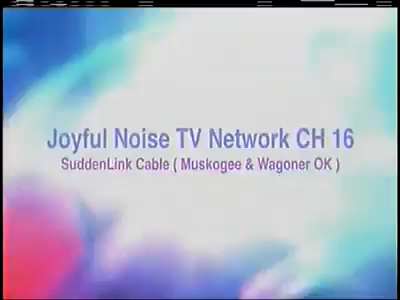 Joyful Noise TV Network CH 16
SuddenLink Cable ( Muskogee & Wagoner OK )